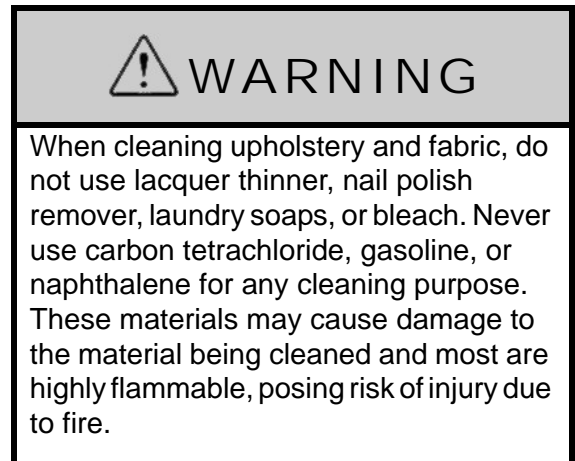 WARNING
When cleaning upholstery and fabric, do
not use lacquer thinner, nail polish
remover, laundry soaps, or bleach. Never
use carbon tetrachloride, gasoline, or
naphthalene for any cleaning purpose.
These materials may cause damage to
the material being cleaned and most are
highly flammable, posing risk of injury due
to fire.